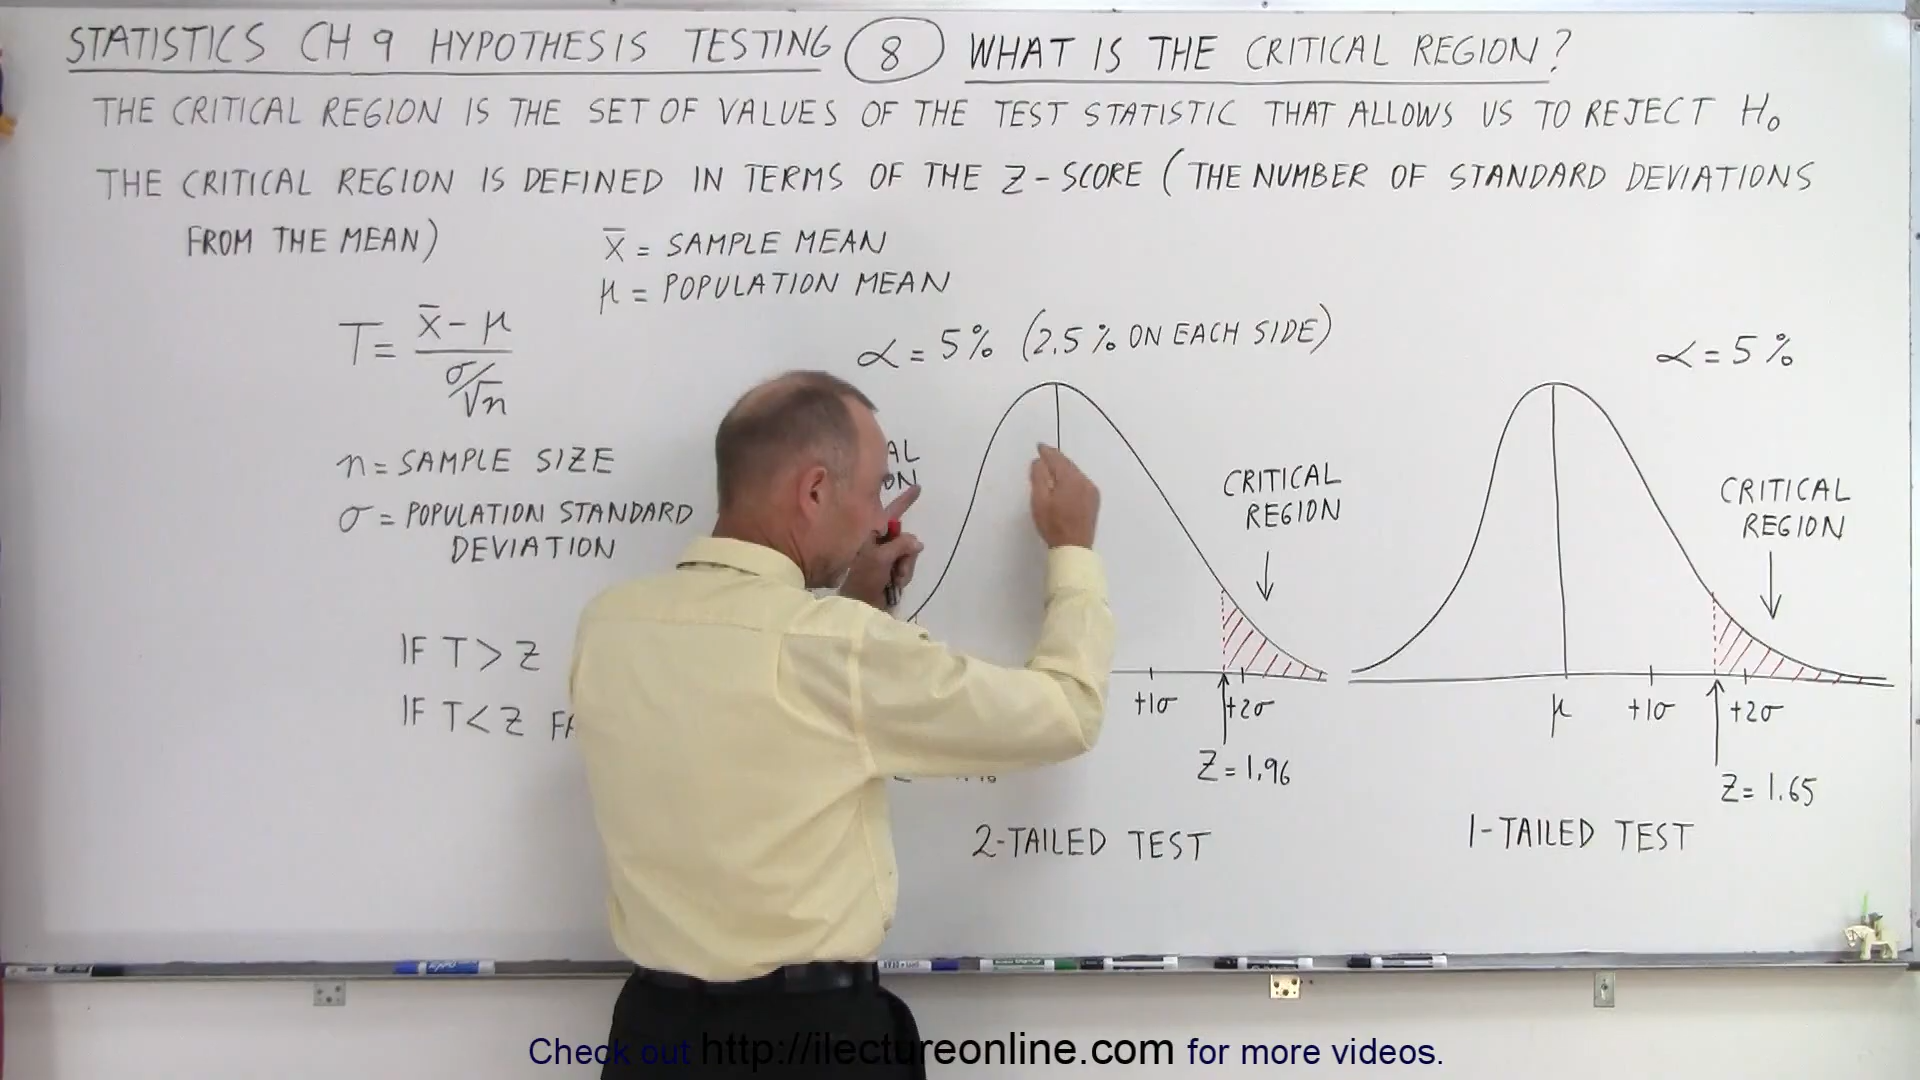 STATISTICS CH 9 HYPOTHESIS TESTING 8 WHAT IS THE CRITICAL REGION?
THE CRITICAL REGION IS THE SET OF VALUES OF THE TEST STATISTIC THAT ALLOWS US TO REJECT H₀
THE CRITICAL REGION IS DEFINED IN TERMS OF THE Z-SCORE (THE NUMBER OF STANDARD DEVIATIONS
FROM THE MEAN)
x̄ = SAMPLE MEAN
μ = POPULATION MEAN
T = (x̄ - μ) / (σ/√n)
n = SAMPLE SIZE
σ = POPULATION STANDARD
DEVIATION
IF T > Z
IF T < Z
α = 5% (2.5% ON EACH SIDE)
CRITICAL
REGION
+1σ +2σ
Z = 1.96
2-TAILED TEST
α = 5%
CRITICAL
REGION
μ +1σ +2σ
Z = 1.65
1-TAILED TEST
Check out http://ilectureonline.com for more videos.